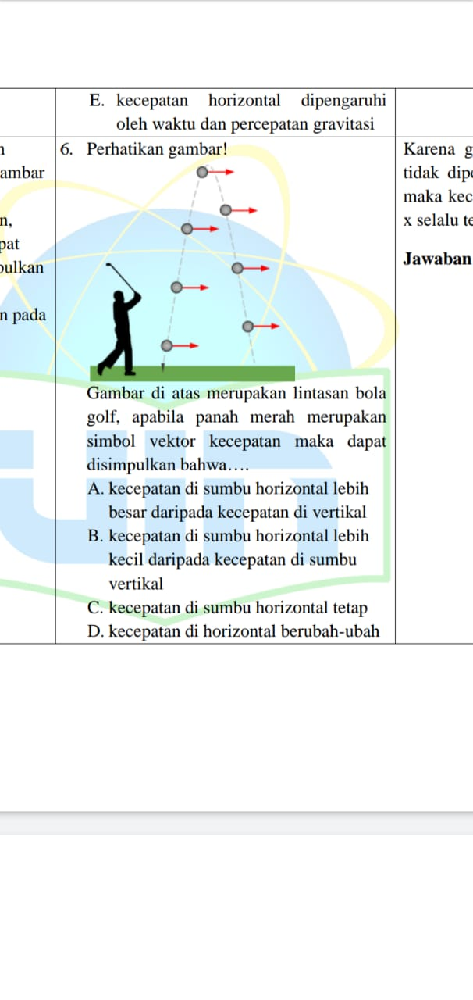 E. kecepatan horizontal dipengaruhi
oleh waktu dan percepatan gravitasi
6. Perhatikan gambar!
ambar
n,
pat
pulkan
n pada
Gambar di atas merupakan lintasan bola
golf, apabila panah merah merupakan
simbol vektor kecepatan maka dapat
disimpulkan bahwa....
A. kecepatan di sumbu horizontal lebih
besar daripada kecepatan di vertikal
B. kecepatan di sumbu horizontal lebih
kecil daripada kecepatan di sumbu
vertikal
C. kecepatan di sumbu horizontal tetap
D. kecepatan di horizontal berubah-ubah
Karena g
tidak dip
maka kec
x selalu te
Jawaban